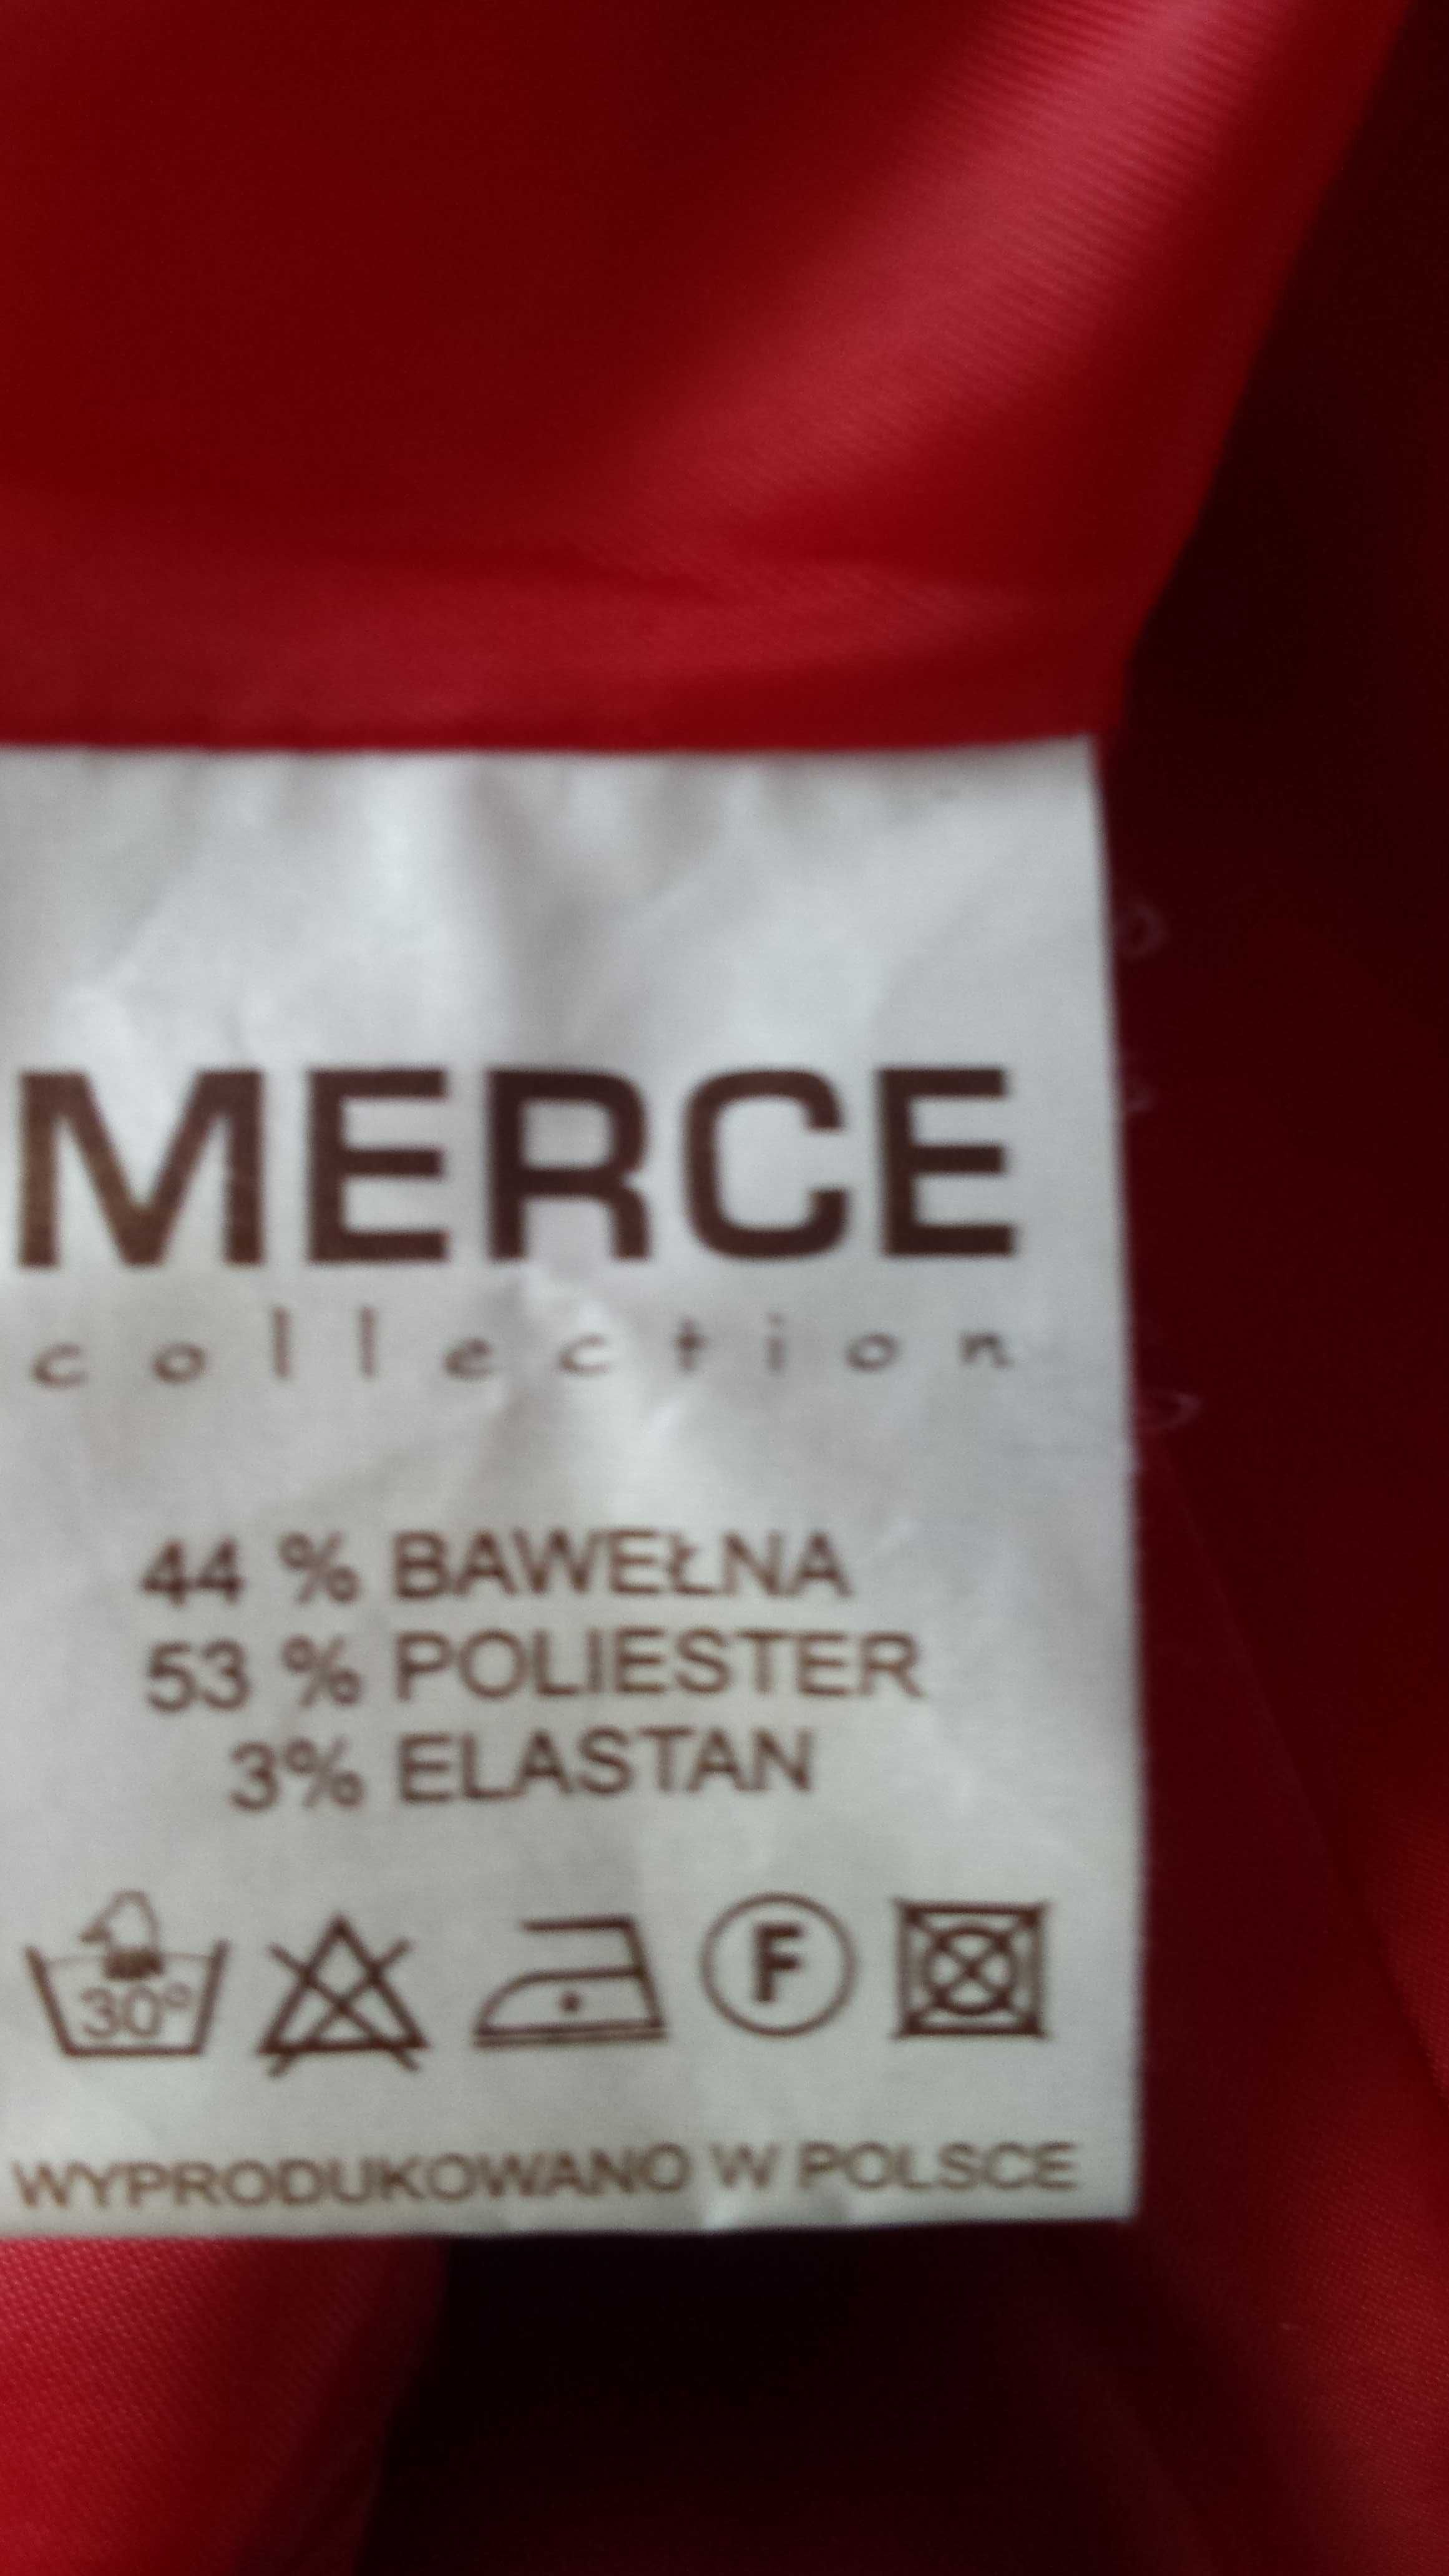 MERCE
collection
44 % BAWEŁNA
53 % POLIESTER
3% ELASTAN
30° F
WYPRODUKOWANO W POLSCE